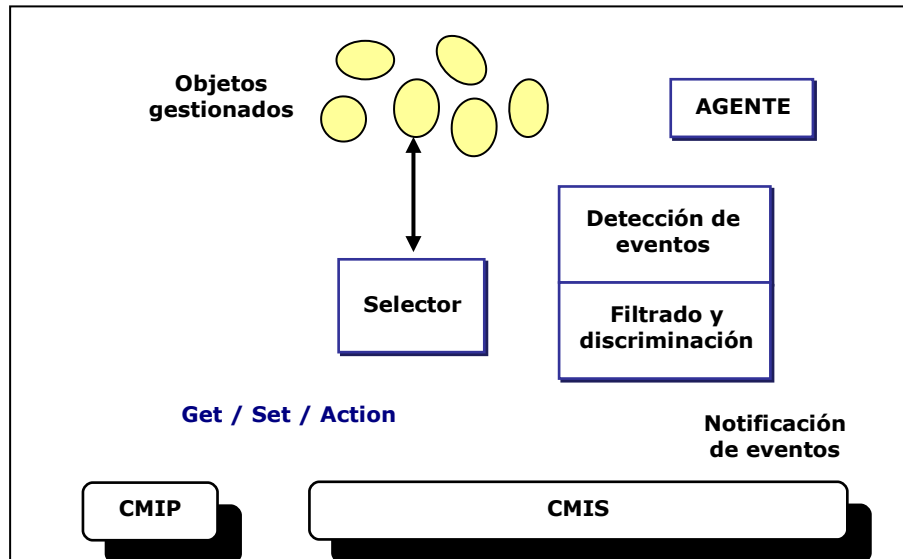 Objetos
gestionados
AGENTE
Detección de
eventos
Selector
Filtrado y
discriminación
Get / Set / Action
Notificación
de eventos
CMIP
CMIS